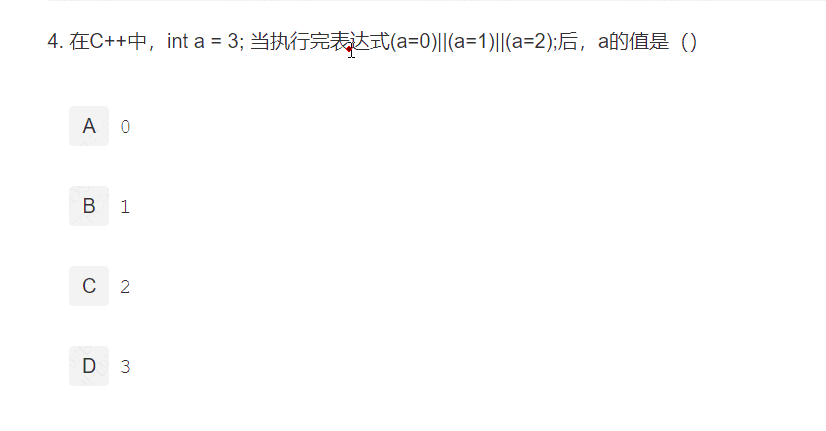 4. 在C++中，int a = 3; 当执行完表达式(a=0)||(a=1)||(a=2);后，a的值是（）
A 0
B 1
C 2
D 3